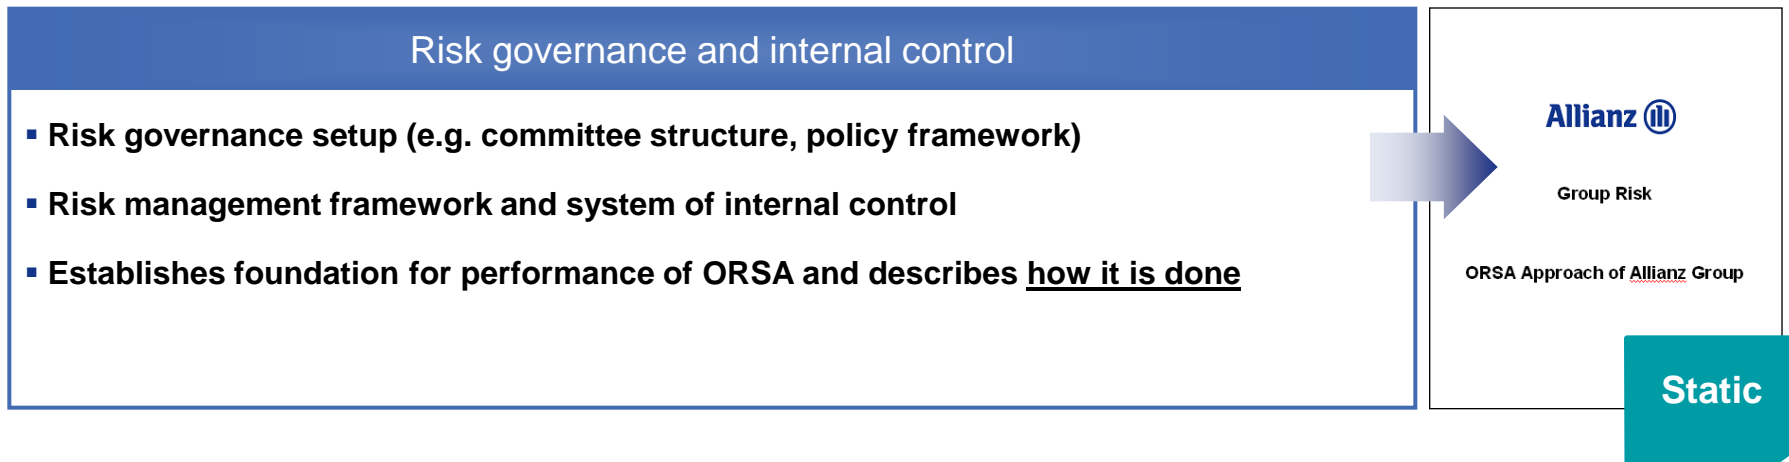 Risk governance and internal control
▪ Risk governance setup (e.g. committee structure, policy framework)
▪ Risk management framework and system of internal control
▪ Establishes foundation for performance of ORSA and describes how it is done
Allianz
Group Risk
ORSA Approach of Allianz Group
Static